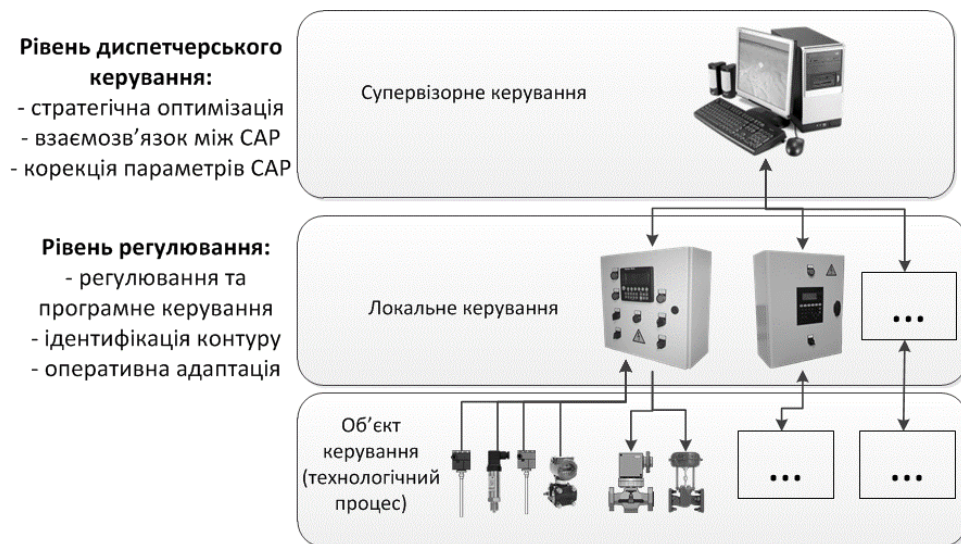 Рівень диспетчерського
керування:
- стратегічна оптимізація
- взаємозв’язок між САР
- корекція параметрів САР
Супервізорне керування
Рівень регулювання:
- регулювання та
програмне керування
- ідентифікація контуру
- оперативна адаптація
Локальне керування
...
Об’єкт
керування
(технологічний
процес)
...
...